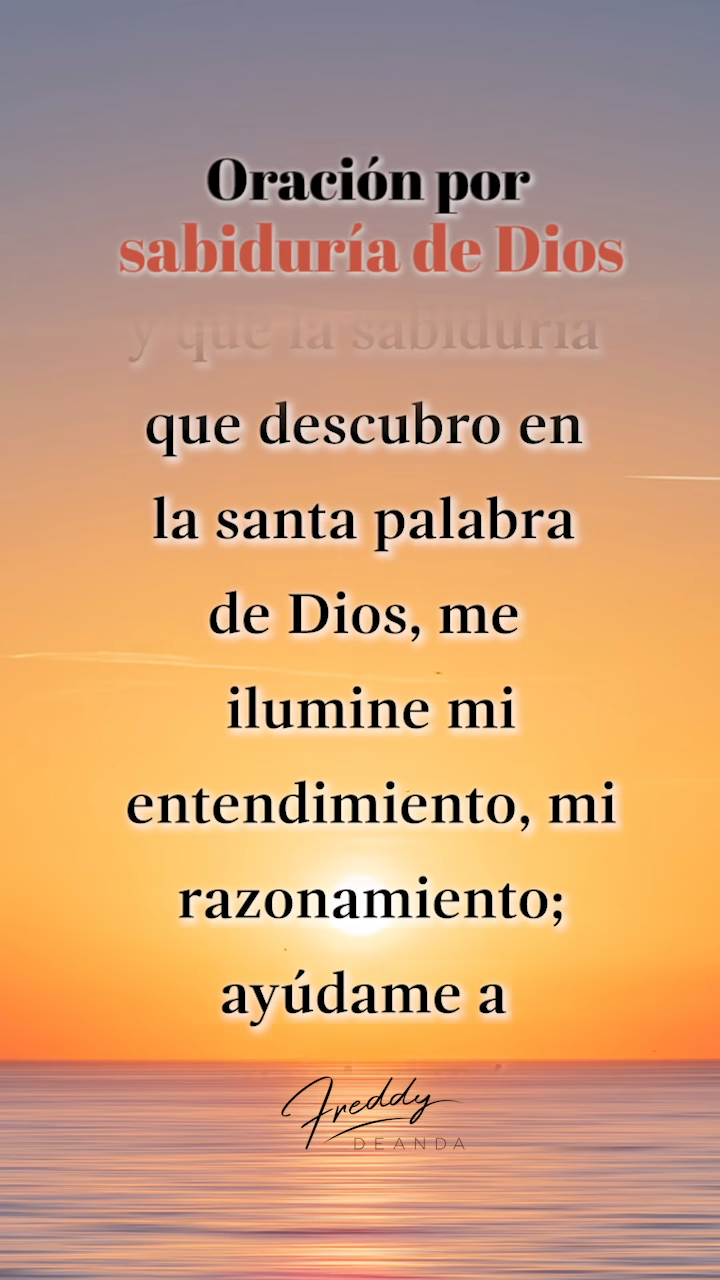 Oración por
sabiduría de Dios
y que la sabiduría
que descubro en
la santa palabra
de Dios, me
ilumine mi
entendimiento, mi
razonamiento;
ayúdame a
Freddy
DEANDA